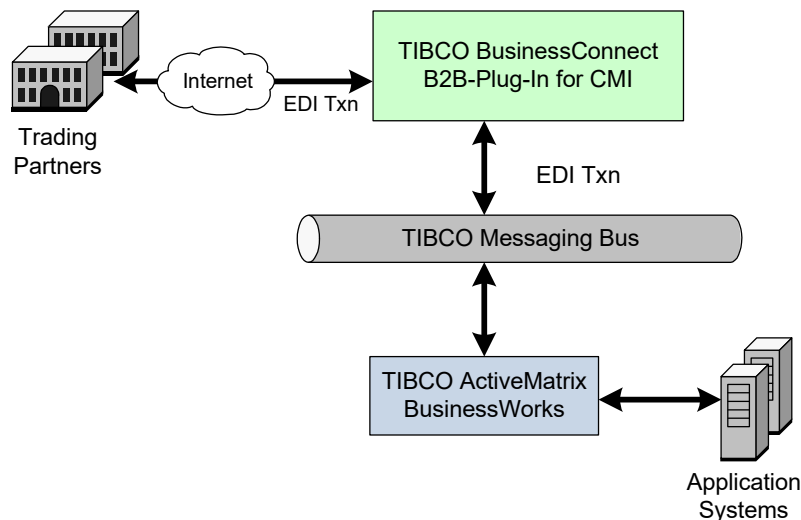 TIBCO BusinessConnect
B2B-Plug-In for CMI
Internet
EDI Txn
Trading
Partners
EDI Txn
TIBCO Messaging Bus
TIBCO ActiveMatrix
BusinessWorks
Application
Systems